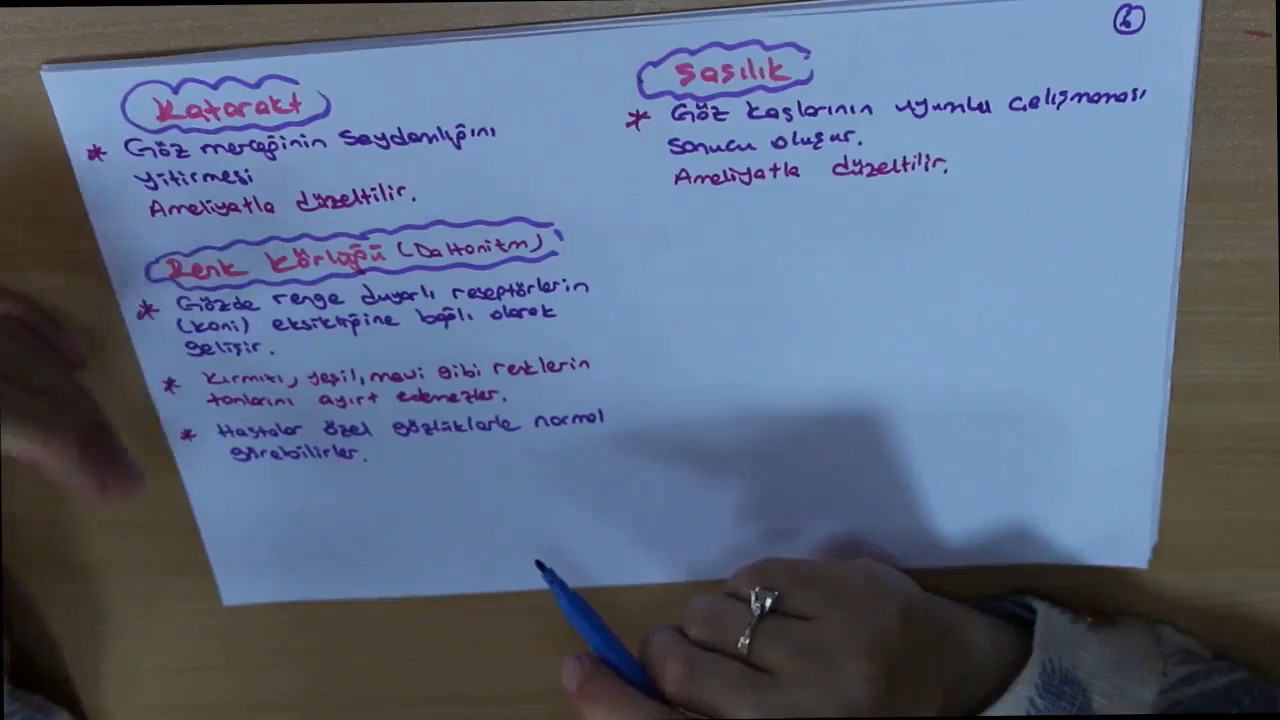 6
Katarakt
* Göz merceğinin Saydamlığını
yitirmesi
Ameliyatla düzeltilir.
Renk Körlüğü (Daltonizm)
* Gözde renge duyarlı reseptörlerin
(koni) eksikliğine bağlı olarak
gelişir.
* Kırmızı, yeşil, mavi gibi renklerin
tonlarını ayırt edemezler.
* Hastalar özel gözlüklerle normal
görebilirler.
Şaşılık
* Göz kaslarının uyumlu çalışmaması
sonucu oluşur.
Ameliyatla düzeltilir.